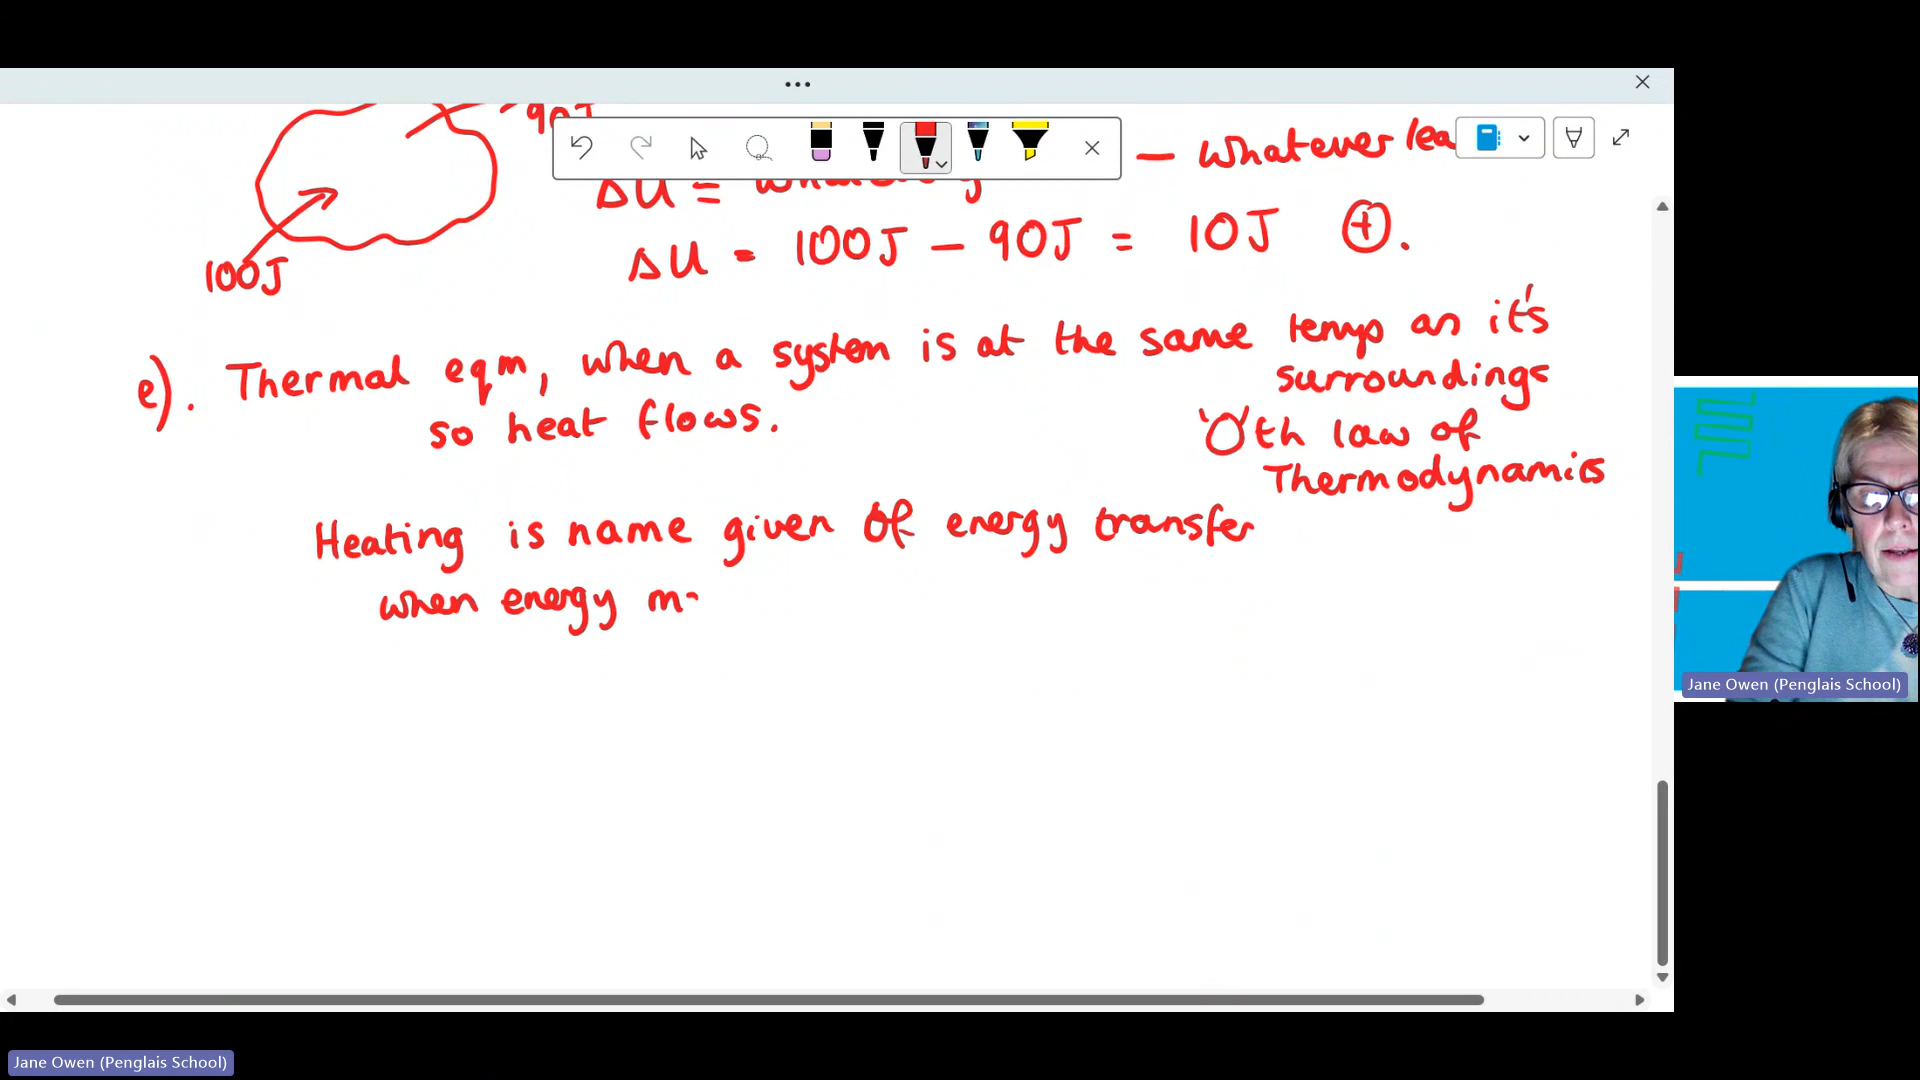 90J
— whatever lea
ΔU =
ΔU = 100J – 90J = 10J ⊕.
100J
e). Thermal eqm, when a system is at the same temp as it's
surroundings
so heat flows.
'O'th law of
Thermodynamics
Heating is name given of energy transfer
when energy m
Jane Owen (Penglais School)
Jane Owen (Penglais School)